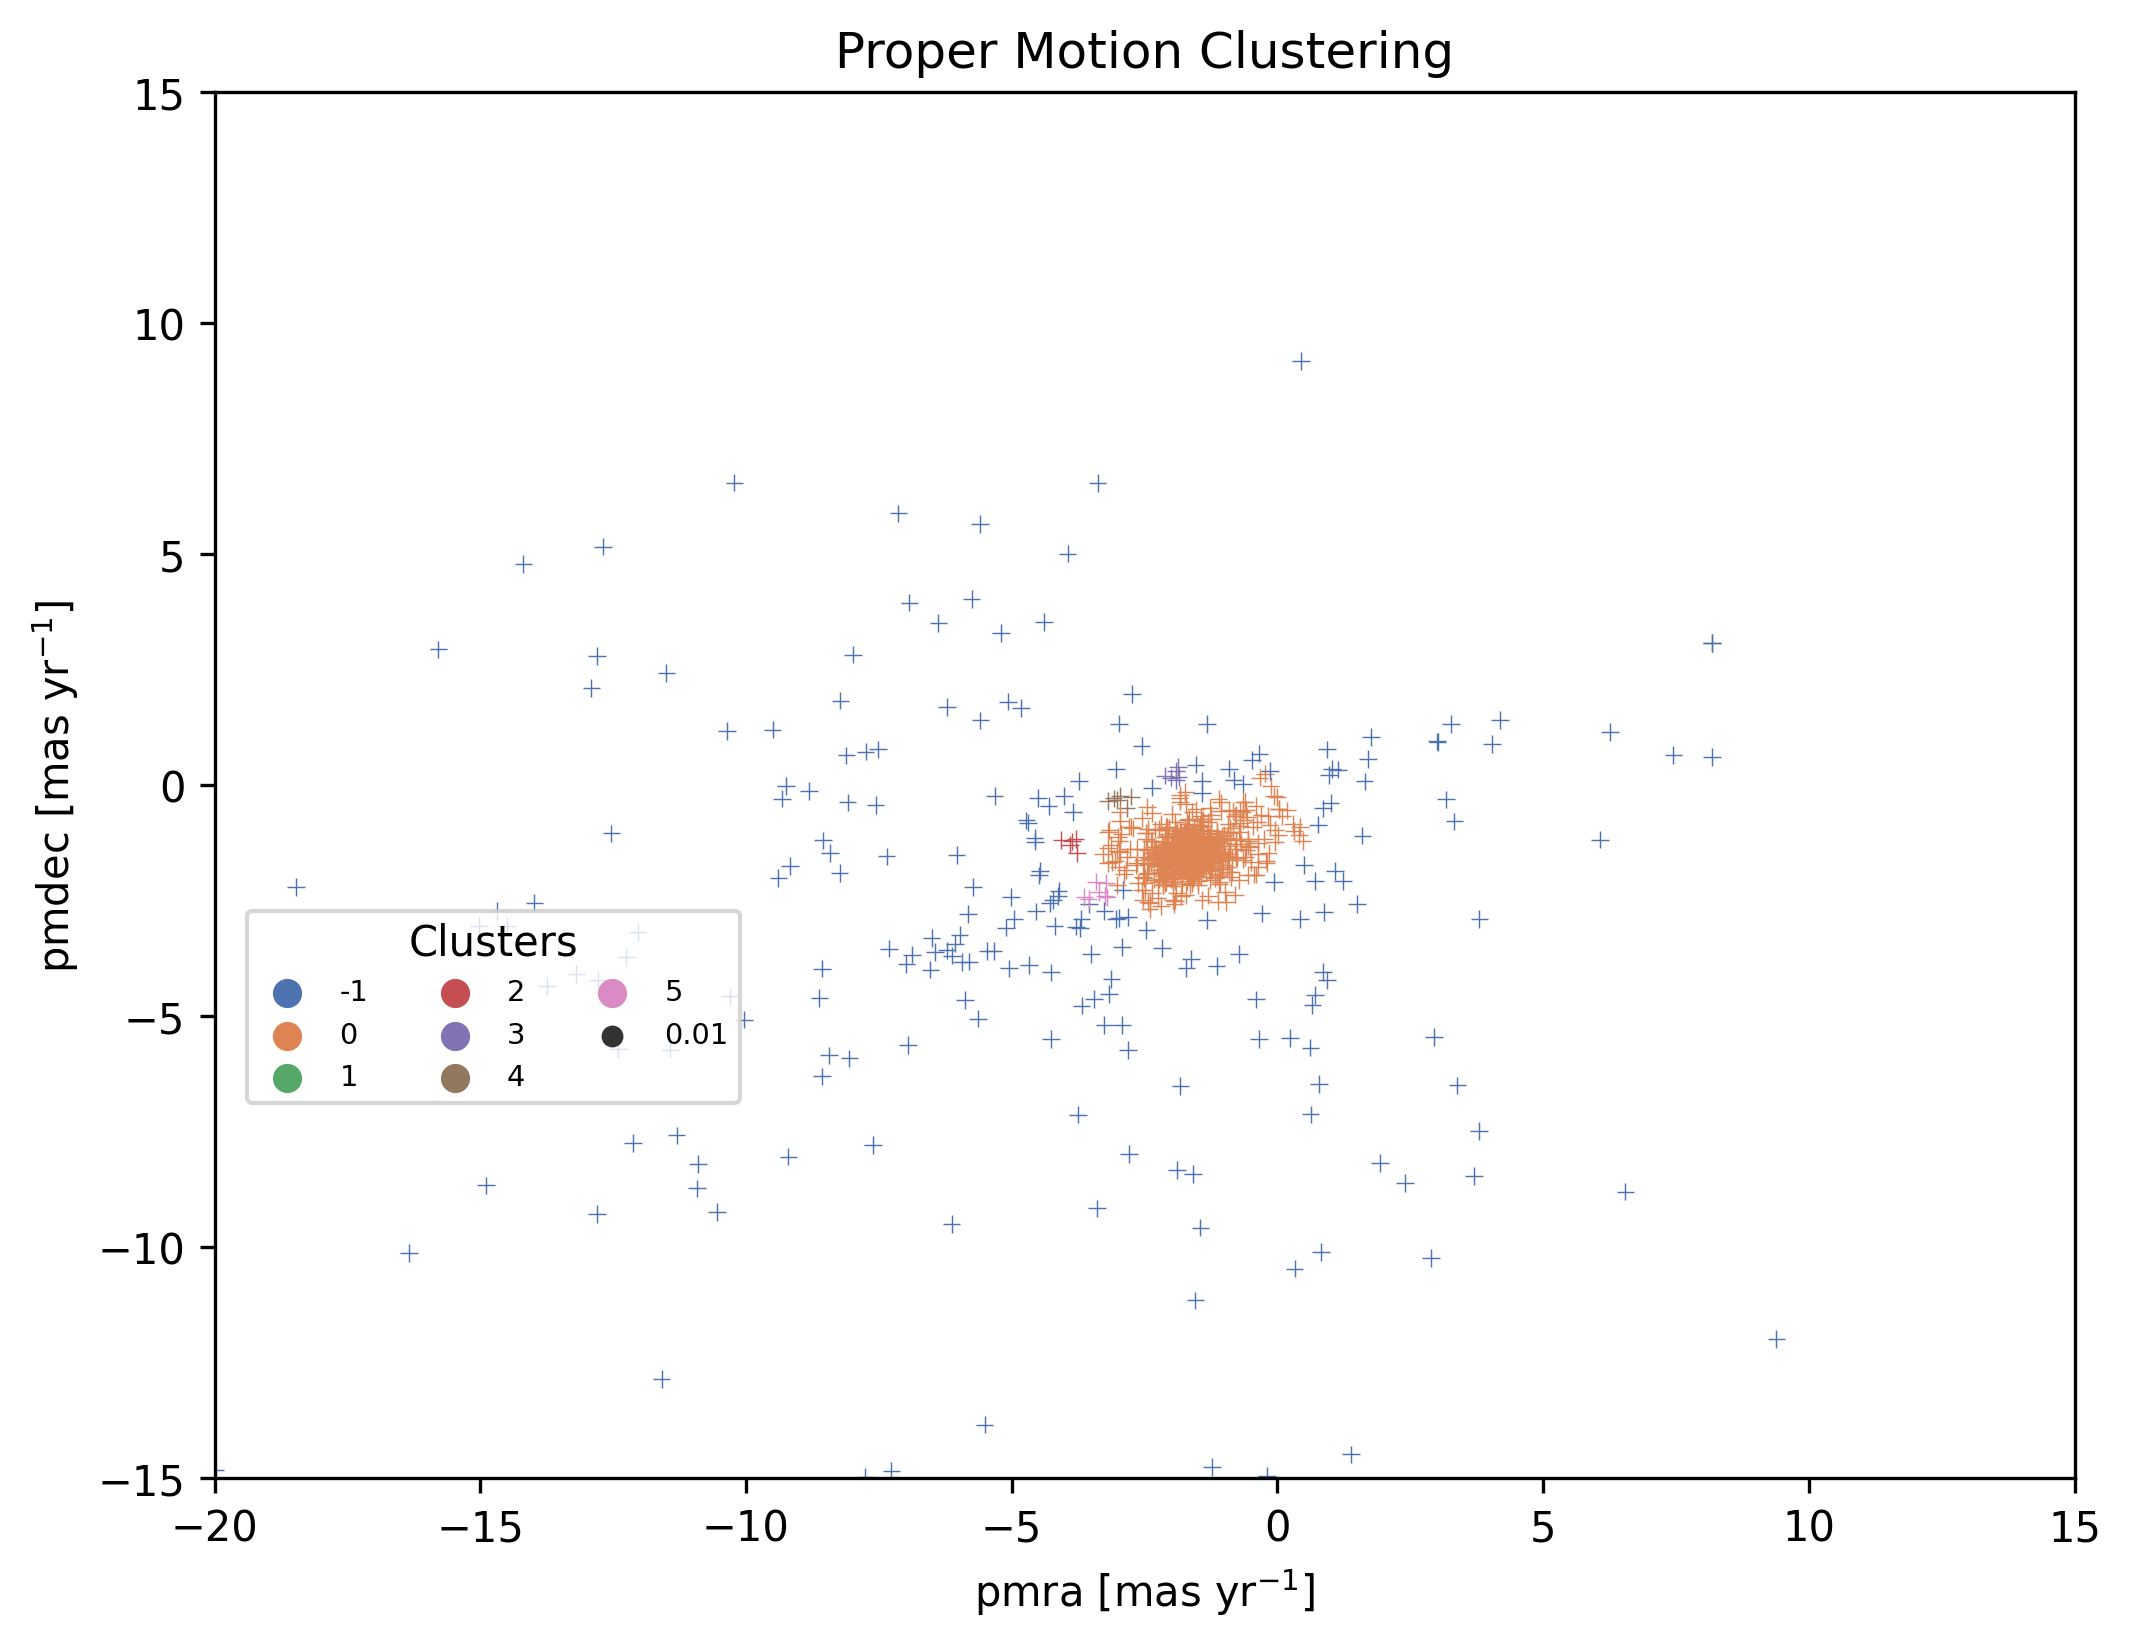 Proper Motion Clustering
15
10
5
0
−5
−10
−15
pmdec [mas yr⁻¹]
Clusters
-1 2 5
0 3 0.01
1 4
−20 −15 −10 −5 0 5 10 15
pmra [mas yr⁻¹]